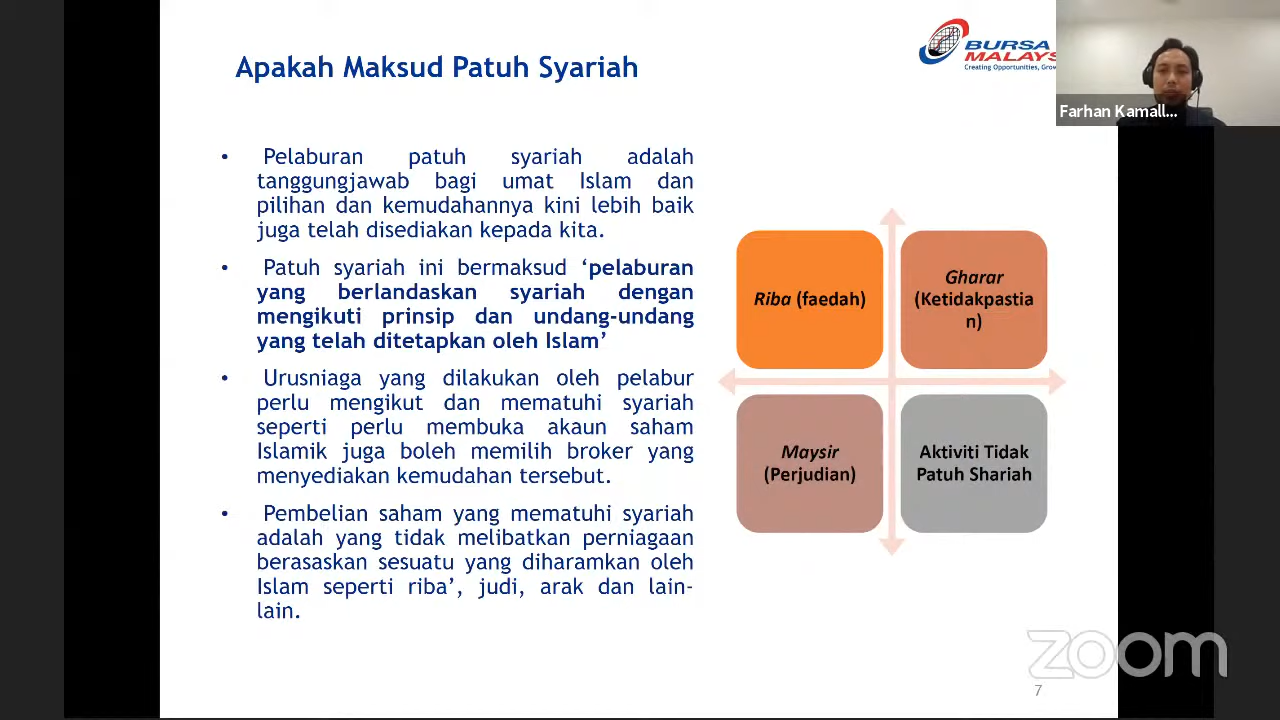 Apakah Maksud Patuh Syariah
BURSA
MALAYS
Creating Opportunities, Grow
Farhan Kamall...
• Pelaburan patuh syariah adalah
tanggungjawab bagi umat Islam dan
pilihan dan kemudahannya kini lebih baik
juga telah disediakan kepada kita.
• Patuh syariah ini bermaksud ‘pelaburan
yang berlandaskan syariah dengan
mengikuti prinsip dan undang-undang
yang telah ditetapkan oleh Islam’
• Urusniaga yang dilakukan oleh pelabur
perlu mengikut dan mematuhi syariah
seperti perlu membuka akaun saham
Islamik juga boleh memilih broker yang
menyediakan kemudahan tersebut.
• Pembelian saham yang mematuhi syariah
adalah yang tidak melibatkan perniagaan
berasaskan sesuatu yang diharamkan oleh
Islam seperti riba’, judi, arak dan lain-
lain.
Riba (faedah)
Gharar
(Ketidakpastia
n)
Maysir
(Perjudian)
Aktiviti Tidak
Patuh Shariah
zoom
7